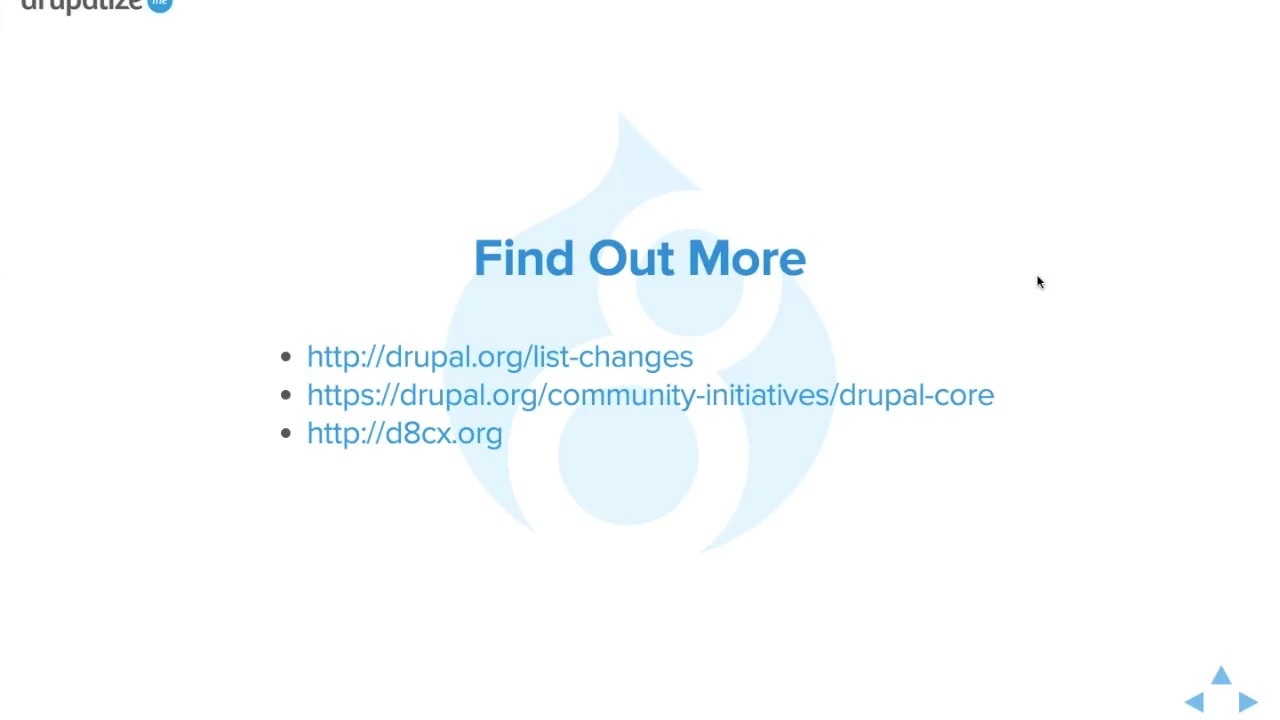 drupalize me
Find Out More
http://drupal.org/list-changes
https://drupal.org/community-initiatives/drupal-core
http://d8cx.org